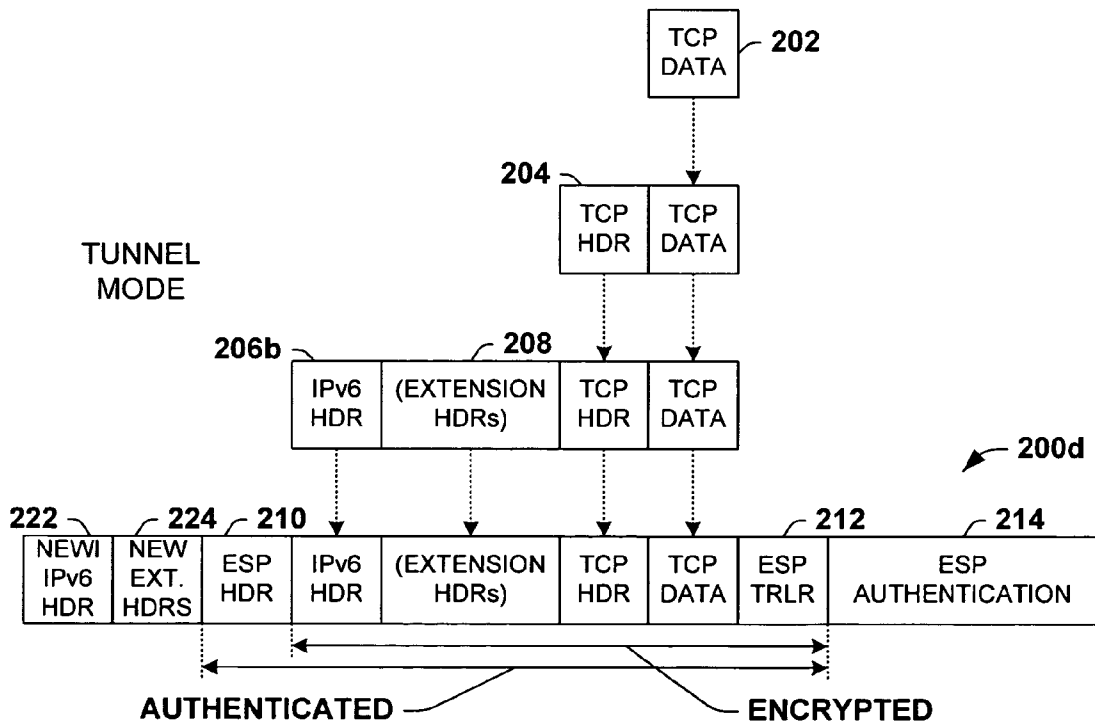 TCP
DATA
202
204
TCP
HDR
TCP
DATA
TUNNEL
MODE
206b
208
IPv6
HDR
(EXTENSION
HDRs)
TCP
HDR
TCP
DATA
200d
222
224
210
212
214
NEWI
IPv6
HDR
NEW
EXT.
HDRS
ESP
HDR
IPv6
HDR
(EXTENSION
HDRs)
TCP
HDR
TCP
DATA
ESP
TRLR
ESP
AUTHENTICATION
AUTHENTICATED
ENCRYPTED